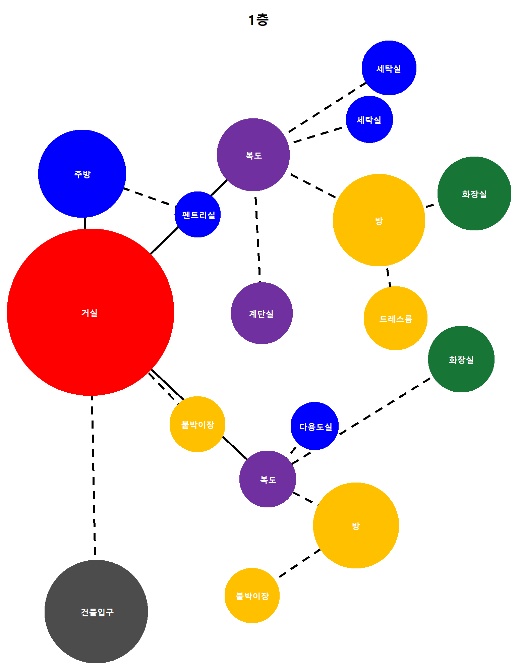 1층
세탁실
세탁실
복도
주방
화장실
팬트리실
방
거실
계단실
드레스룸
화장실
붙박이장
다용도실
복도
방
붙박이장
건물입구